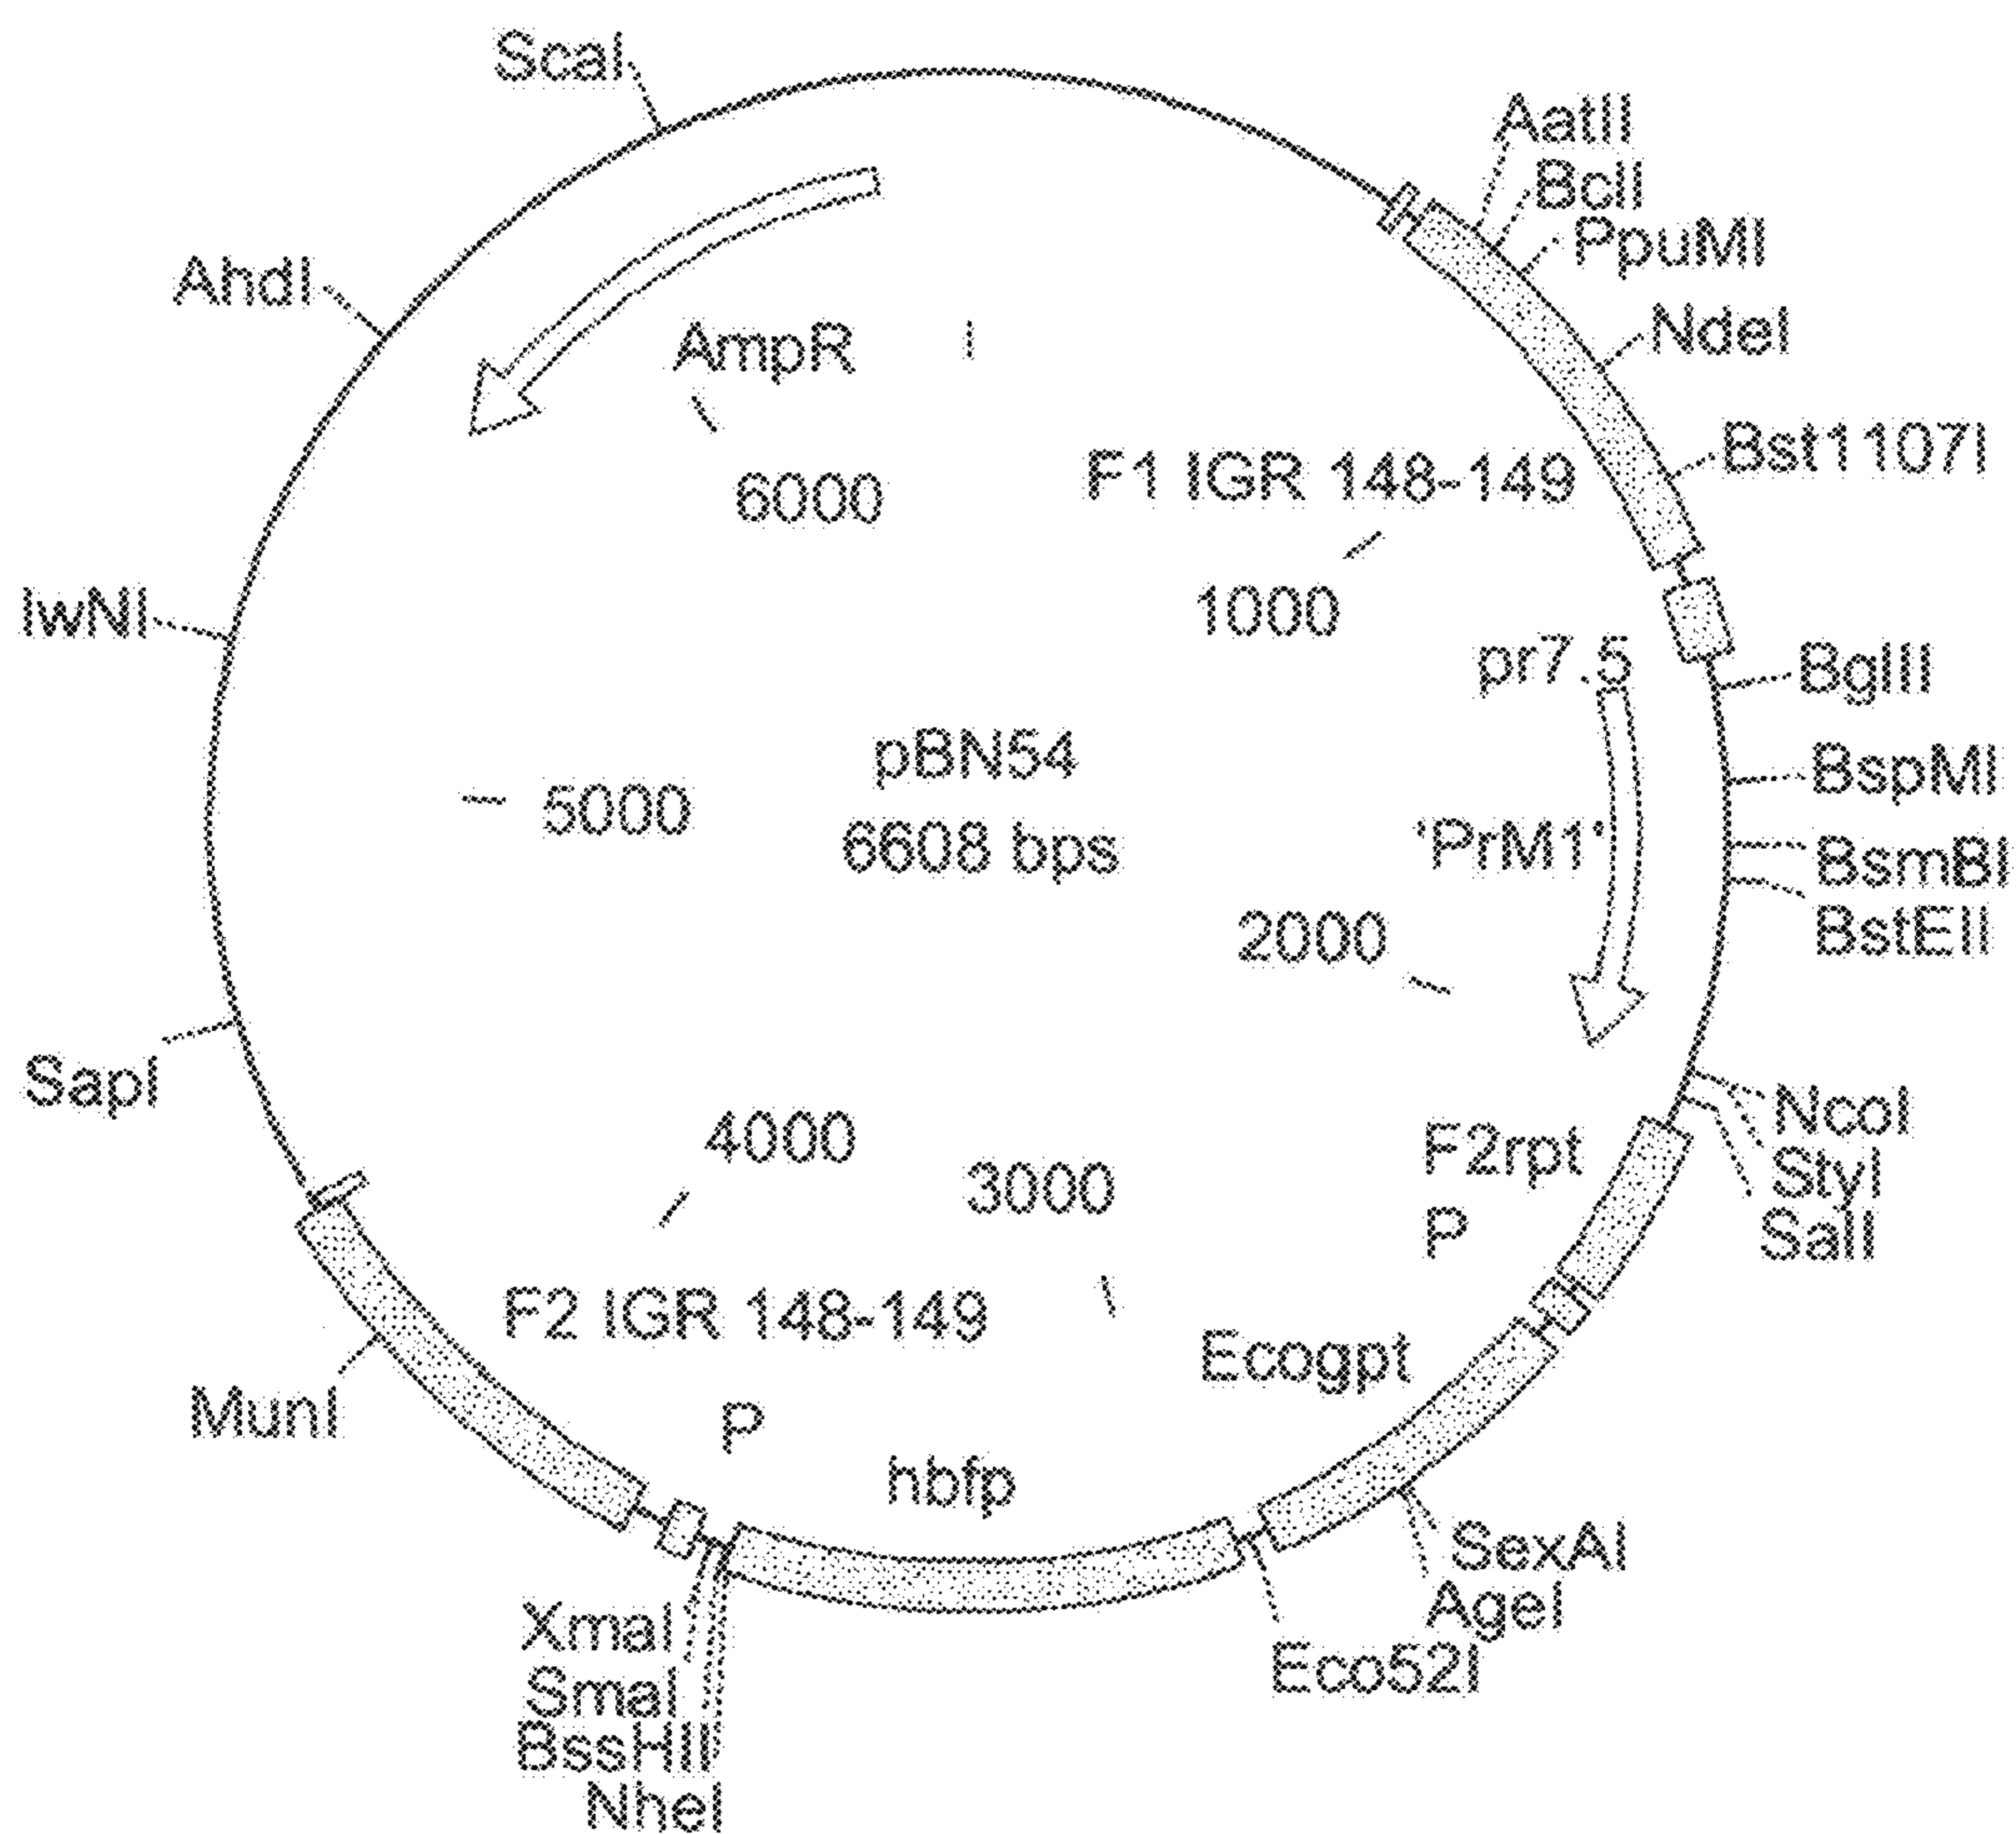 ScaI
AatII
BclI
PpuMI
AhdI
AmpR
NdeI
F1 IGR 148-149
Bst1107I
6000
1000
lwNI
pr7.5
BglII
pBN54
BspMI
5000
6608 bps
'PrM1'
BsmBI
2000
BstEII
SapI
NcoI
4000
F2rpt
StyI
3000
P
SalI
F2 IGR 148-149
Ecogpt
MunI
P
hbfp
SexAI
XmaI
AgeI
Eco52I
SmaI
BssHII
NheI